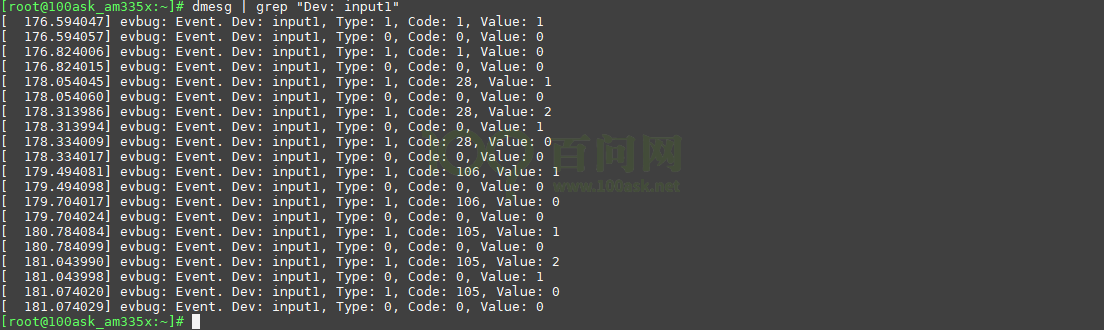 [root@100ask_am335x:~]# dmesg | grep "Dev: input1"
[  176.594047] evbug: Event. Dev: input1, Type: 1, Code: 1, Value: 1
[  176.594057] evbug: Event. Dev: input1, Type: 0, Code: 0, Value: 0
[  176.824006] evbug: Event. Dev: input1, Type: 1, Code: 1, Value: 0
[  176.824015] evbug: Event. Dev: input1, Type: 0, Code: 0, Value: 0
[  178.054045] evbug: Event. Dev: input1, Type: 1, Code: 28, Value: 1
[  178.054060] evbug: Event. Dev: input1, Type: 0, Code: 0, Value: 0
[  178.313986] evbug: Event. Dev: input1, Type: 1, Code: 28, Value: 2
[  178.313994] evbug: Event. Dev: input1, Type: 0, Code: 0, Value: 1
[  178.334009] evbug: Event. Dev: input1, Type: 1, Code: 28, Value: 0
[  178.334017] evbug: Event. Dev: input1, Type: 0, Code: 0, Value: 0
[  179.494081] evbug: Event. Dev: input1, Type: 1, Code: 106, Value: 1
[  179.494098] evbug: Event. Dev: input1, Type: 0, Code: 0, Value: 0
[  179.704017] evbug: Event. Dev: input1, Type: 1, Code: 106, Value: 0
[  179.704024] evbug: Event. Dev: input1, Type: 0, Code: 0, Value: 0
[  180.784084] evbug: Event. Dev: input1, Type: 1, Code: 105, Value: 1
[  180.784099] evbug: Event. Dev: input1, Type: 0, Code: 0, Value: 0
[  181.043990] evbug: Event. Dev: input1, Type: 1, Code: 105, Value: 2
[  181.043998] evbug: Event. Dev: input1, Type: 0, Code: 0, Value: 1
[  181.074020] evbug: Event. Dev: input1, Type: 1, Code: 105, Value: 0
[  181.074029] evbug: Event. Dev: input1, Type: 0, Code: 0, Value: 0
[root@100ask_am335x:~]#
百问网
www.100ask.net